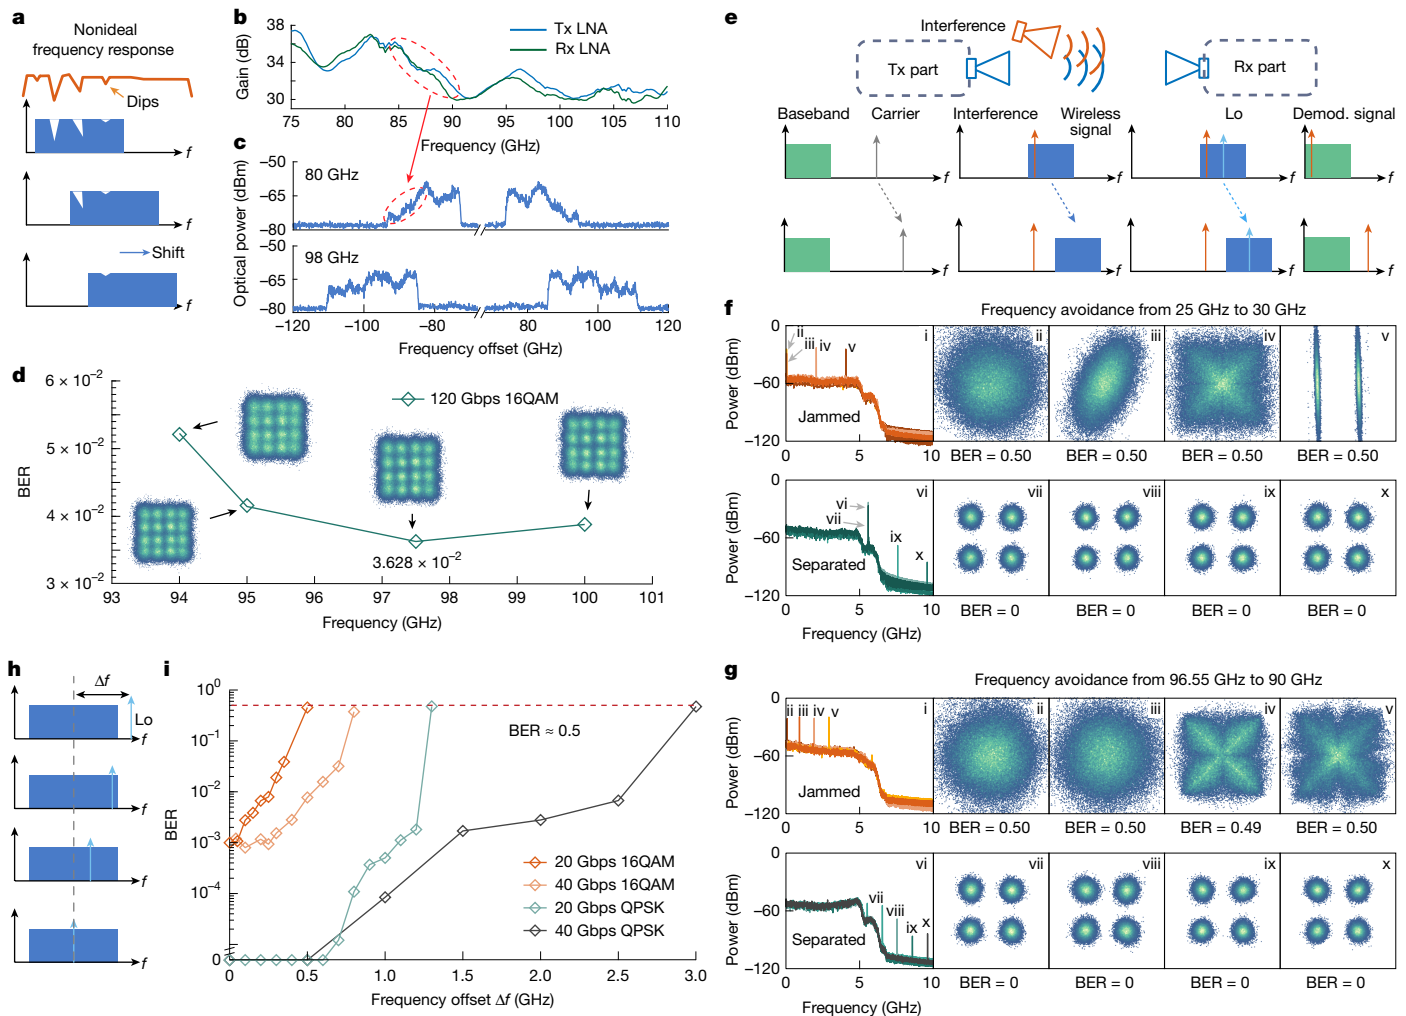 a
Nonideal
frequency response
Dips
f
f
Shift
f
b
38
34
30
Gain (dB)
Tx LNA
Rx LNA
75 80 85 90 95 100 105 110
Frequency (GHz)
c
−50
−65
−80
80 GHz
−50
−65
−80
98 GHz
Optical power (dBm)
−120 −100 −80 −60 80 100 120
Frequency offset (GHz)
d
6 × 10⁻²
5 × 10⁻²
4 × 10⁻²
3 × 10⁻²
BER
120 Gbps 16QAM
3.628 × 10⁻²
93 94 95 96 97 98 99 100 101
Frequency (GHz)
e
Interference
Tx part
Rx part
Baseband
Carrier
Interference
Wireless
signal
Lo
Demod. signal
f
f
f
f
f
Frequency avoidance from 25 GHz to 30 GHz
0
−60
−120
Power (dBm)
i
ii
iii iv v
Jammed
0 5 10
ii
iii
iv
v
BER = 0.50
BER = 0.50
BER = 0.50
BER = 0.50
0
−60
−120
Power (dBm)
vi
vi
vii
ix
x
Separated
0 5 10
Frequency (GHz)
vii
viii
ix
x
BER = 0
BER = 0
BER = 0
BER = 0
g
Frequency avoidance from 96.55 GHz to 90 GHz
0
−60
−120
Power (dBm)
i
ii iii iv v
Jammed
0 5 10
ii
iii
iv
v
BER = 0.50
BER = 0.50
BER = 0.49
BER = 0.50
0
−60
−120
Power (dBm)
vi
vii
viii
ix
x
Separated
0 5 10
Frequency (GHz)
vii
viii
ix
x
BER = 0
BER = 0
BER = 0
BER = 0
h
Δf
Lo
f
f
f
f
i
10⁰
10⁻¹
10⁻²
10⁻³
10⁻⁴
0
BER
BER ≈ 0.5
20 Gbps 16QAM
40 Gbps 16QAM
20 Gbps QPSK
40 Gbps QPSK
0 0.5 1.0 1.5 2.0 2.5 3.0
Frequency offset Δf (GHz)